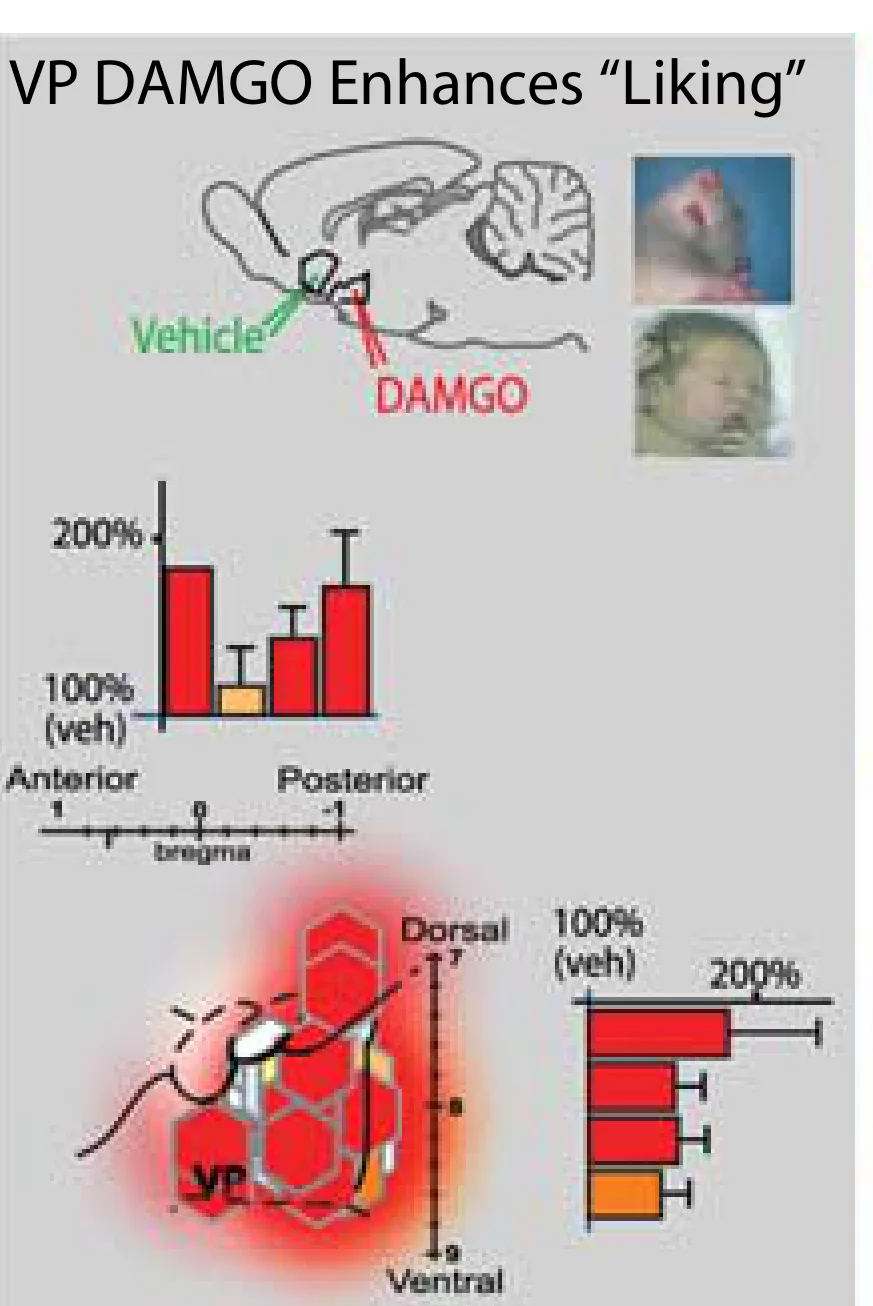 VP DAMGO Enhances “Liking”
Vehicle
DAMGO
200%
100%
(veh)
Anterior
Posterior
1 0 -1
bregma
Dorsal
7
8
9
Ventral
VP
100%
(veh)
200%